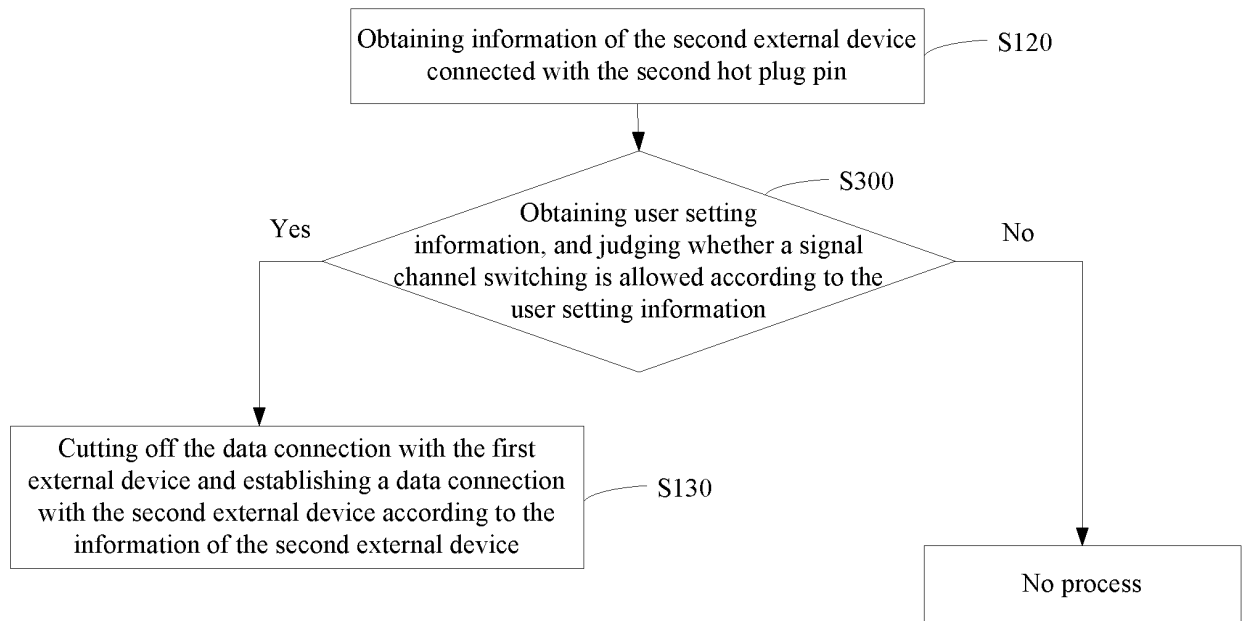 Obtaining information of the second external device
connected with the second hot plug pin
S120
S300
Obtaining user setting
information, and judging whether a signal
channel switching is allowed according to the
user setting information
Yes
No
Cutting off the data connection with the first
external device and establishing a data connection
with the second external device according to the
information of the second external device
S130
No process